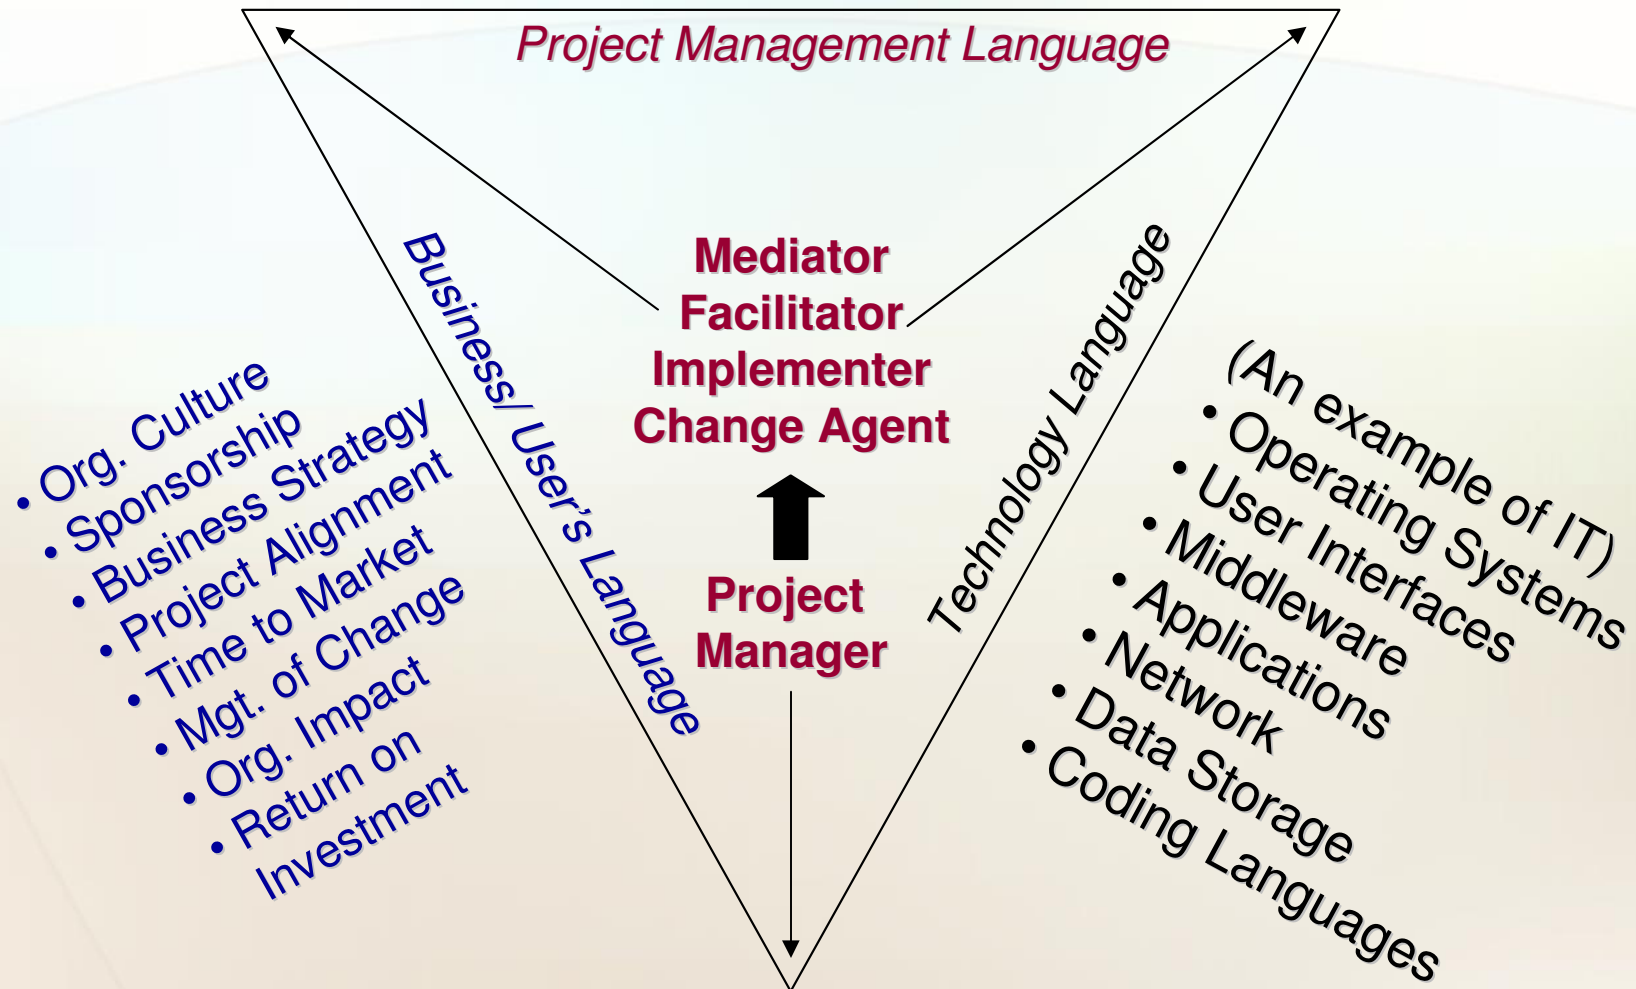 Project Management Language
Business/ User’s Language
Mediator
Facilitator
Implementer
Change Agent
Project
Manager
Technology Language
• Org. Culture
• Sponsorship
• Business Strategy
• Project Alignment
• Time to Market
• Mgt. of Change
• Org. Impact
• Return on
Investment
(An example of IT)
• Operating Systems
• User Interfaces
• Middleware
• Applications
• Network
• Data Storage
• Coding Languages